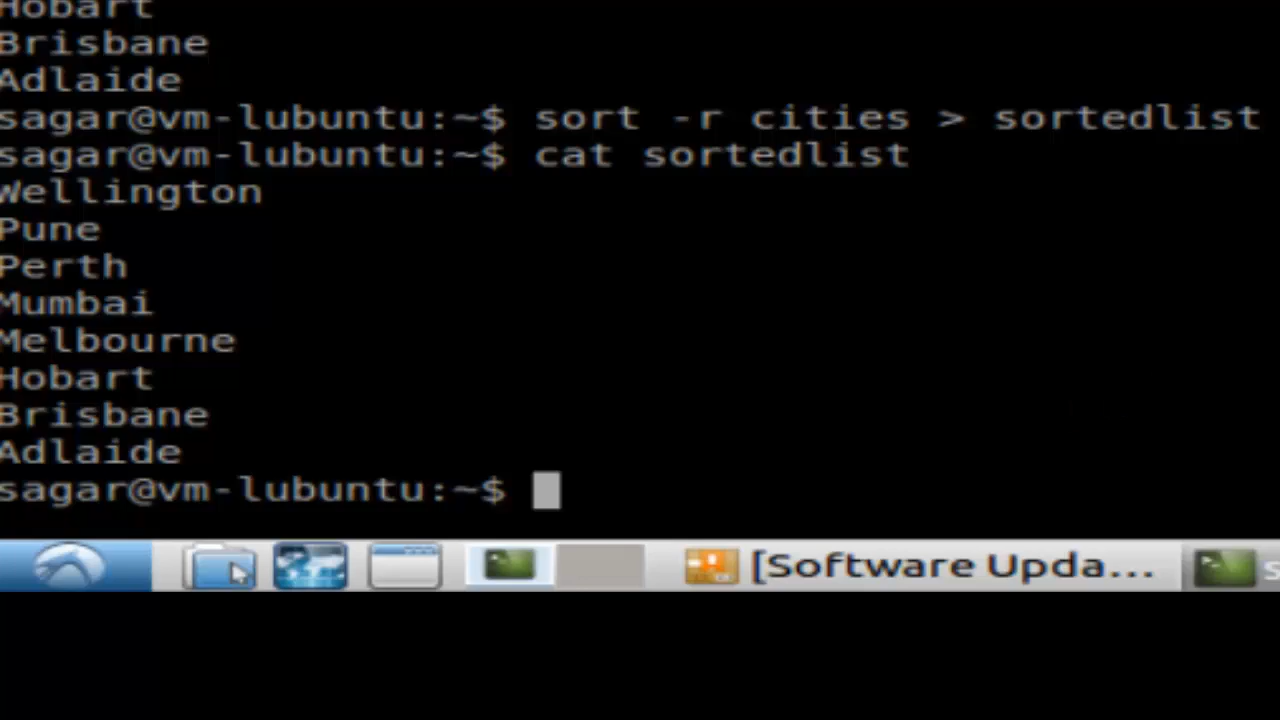 Hobart
Brisbane
Adlaide
sagar@vm-lubuntu:~$ sort -r cities > sortedlist
sagar@vm-lubuntu:~$ cat sortedlist
Wellington
Pune
Perth
Mumbai
Melbourne
Hobart
Brisbane
Adlaide
sagar@vm-lubuntu:~$
[Software Upda...